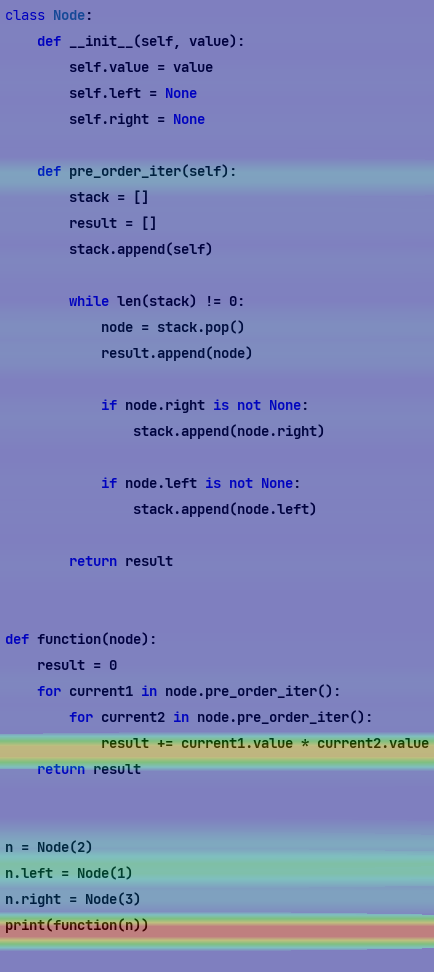 class Node:
    def __init__(self, value):
        self.value = value
        self.left = None
        self.right = None

    def pre_order_iter(self):
        stack = []
        result = []
        stack.append(self)

        while len(stack) != 0:
            node = stack.pop()
            result.append(node)

            if node.right is not None:
                stack.append(node.right)

            if node.left is not None:
                stack.append(node.left)

        return result


def function(node):
    result = 0
    for current1 in node.pre_order_iter():
        for current2 in node.pre_order_iter():
            result += current1.value * current2.value
    return result


n = Node(2)
n.left = Node(1)
n.right = Node(3)
print(function(n))